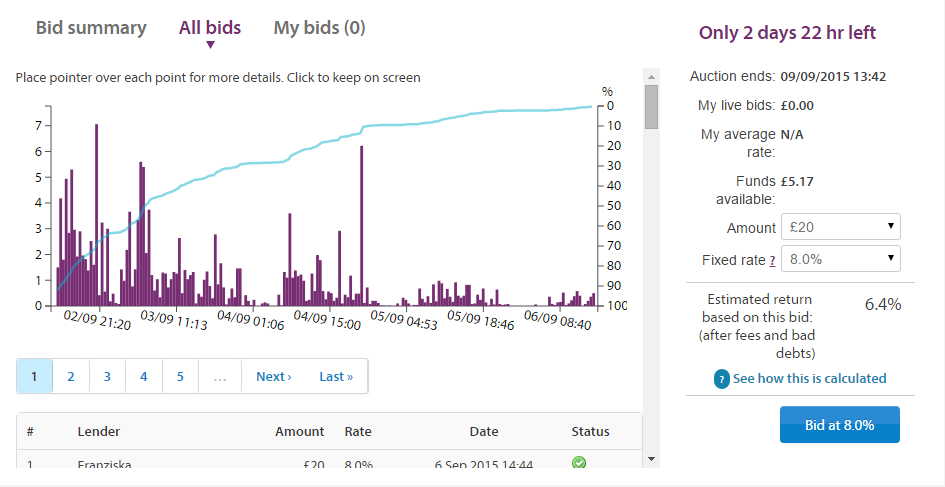 Bid summary All bids My bids (0)
Place pointer over each point for more details. Click to keep on screen
%
7
6
5
4
3
2
1
0
0
10
20
30
40
50
60
70
80
90
100
02/09 21:20 03/09 11:13 04/09 01:06 04/09 15:00 05/09 04:53 05/09 18:46 06/09 08:40
1 2 3 4 5 ... Next › Last »
# Lender Amount Rate Date Status
1 Franziska £20 8.0% 6 Sep 2015 14:44
Only 2 days 22 hr left
Auction ends: 09/09/2015 13:42
My live bids: £0.00
My average N/A
rate:
Funds £5.17
available:
Amount £20
Fixed rate ? 8.0%
Estimated return 6.4%
based on this bid:
(after fees and bad
debts)
? See how this is calculated
Bid at 8.0%